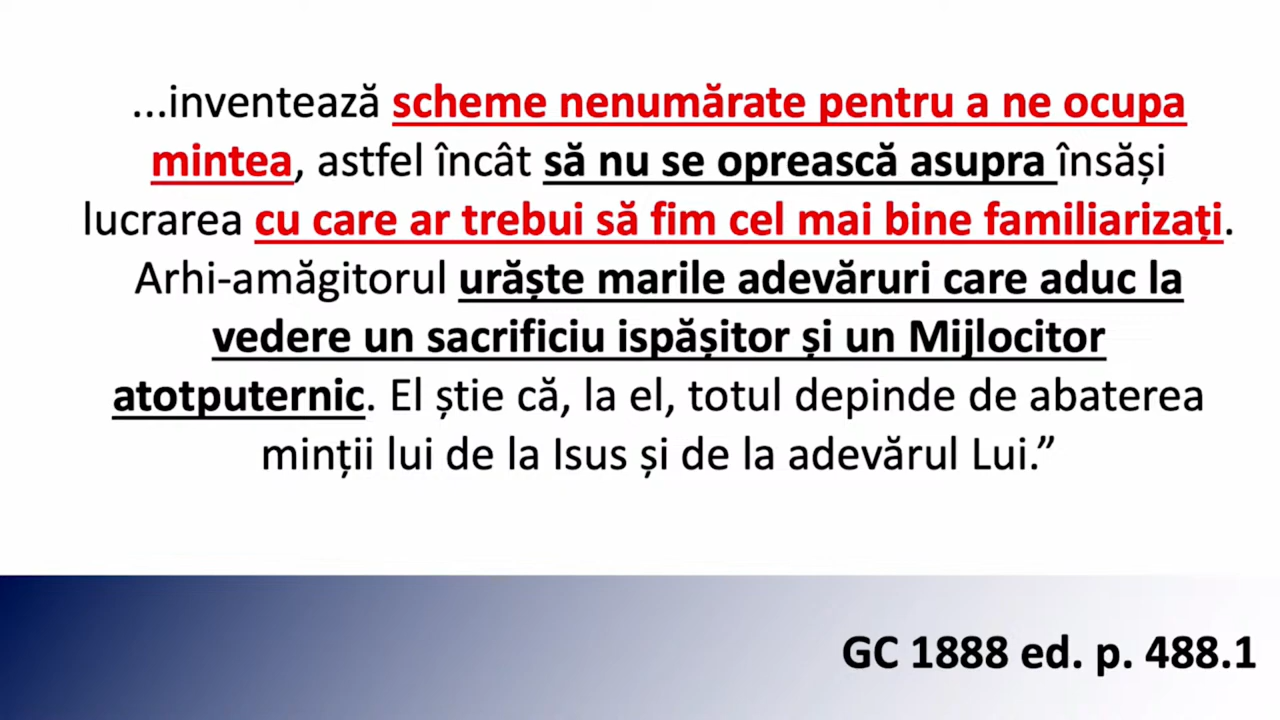 ...inventează scheme nenumărate pentru a ne ocupa
mintea, astfel încât să nu se oprească asupra însăși
lucrarea cu care ar trebui să fim cel mai bine familiarizați.
Arhi-amăgitorul urăște marile adevăruri care aduc la
vedere un sacrificiu ispășitor și un Mijlocitor
atotputernic. El știe că, la el, totul depinde de abaterea
minții lui de la Isus și de la adevărul Lui.”
GC 1888 ed. p. 488.1